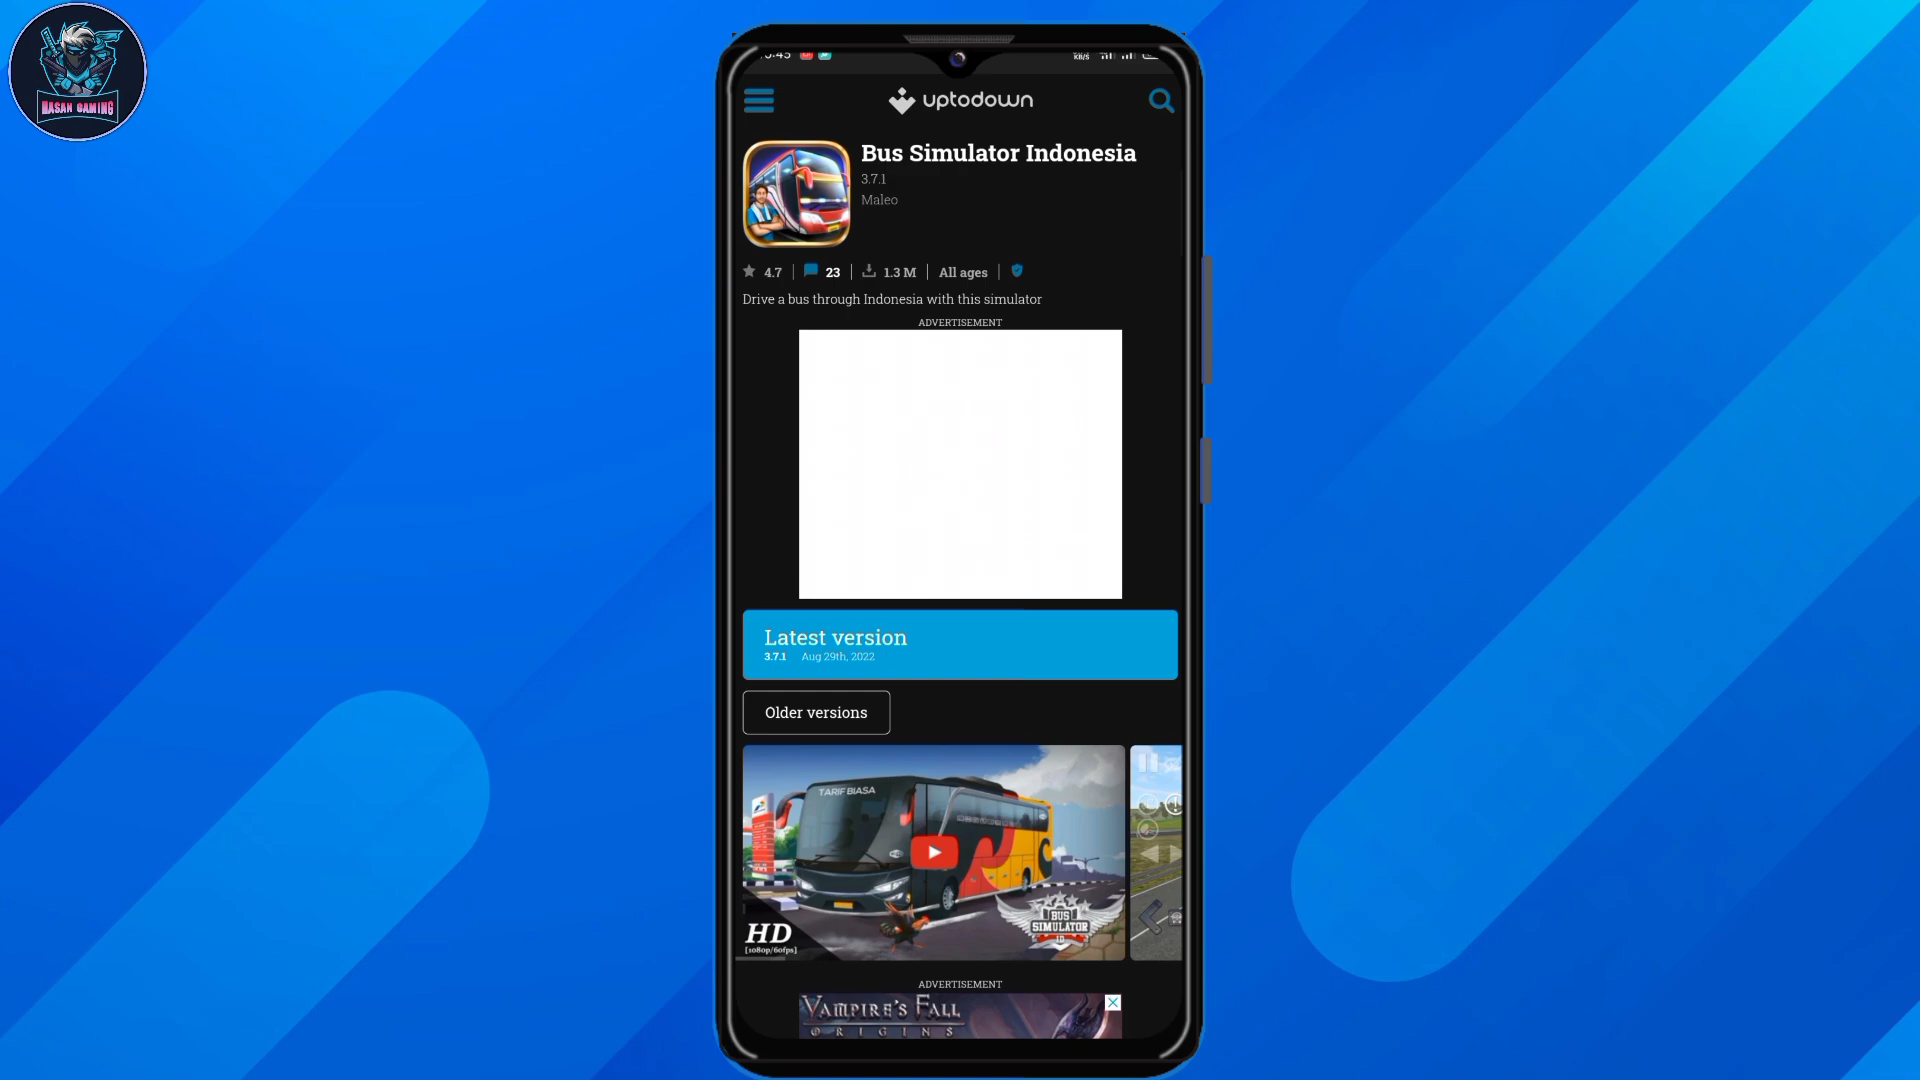 HASAN GAMING
uptodown
Bus Simulator Indonesia
3.7.1
Maleo
4.7
23
1.3 M
All ages
Drive a bus through Indonesia with this simulator
ADVERTISEMENT
Latest version
3.7.1 Aug 29th, 2022
Older versions
TARIF BIASA
BUS
SIMULATOR
ID
HD
[1080p/60fps]
ADVERTISEMENT
VAMPIRE'S FALL
ORIGINS